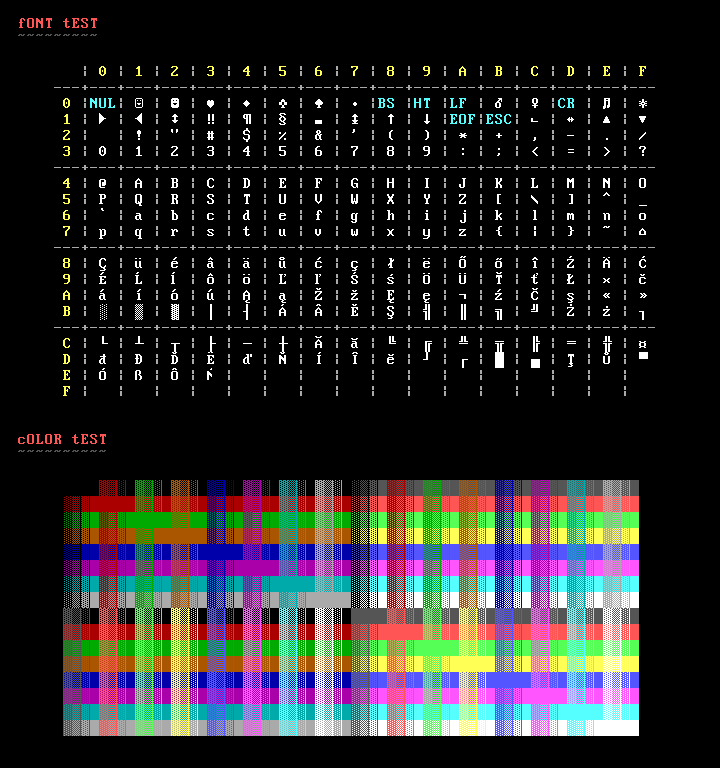 fONT tEST
~~~~~~~~~
¦ 0 ¦ 1 ¦ 2 ¦ 3 ¦ 4 ¦ 5 ¦ 6 ¦ 7 ¦ 8 ¦ 9 ¦ A ¦ B ¦ C ¦ D ¦ E ¦ F
0 ¦NUL¦ ☺ ¦ ☻ ¦ ♥ ¦ ♦ ¦ ♣ ¦ ♠ ¦ • ¦BS ¦HT ¦LF ¦ ♂ ¦ ♀ ¦CR ¦ ♫ ¦ ☼
1 ¦ ► ¦ ◄ ¦ ↕ ¦ ‼ ¦ ¶ ¦ § ¦ ▬ ¦ ↨ ¦ ↑ ¦ ↓ ¦EOF¦ESC¦ ∟ ¦ ↔ ¦ ▲ ¦ ▼
2 ¦ ¦ ! ¦ " ¦ # ¦ $ ¦ % ¦ & ¦ ' ¦ ( ¦ ) ¦ * ¦ + ¦ , ¦ - ¦ . ¦ /
3 ¦ 0 ¦ 1 ¦ 2 ¦ 3 ¦ 4 ¦ 5 ¦ 6 ¦ 7 ¦ 8 ¦ 9 ¦ : ¦ ; ¦ < ¦ = ¦ > ¦ ?
4 ¦ @ ¦ A ¦ B ¦ C ¦ D ¦ E ¦ F ¦ G ¦ H ¦ I ¦ J ¦ K ¦ L ¦ M ¦ N ¦ O
5 ¦ P ¦ Q ¦ R ¦ S ¦ T ¦ U ¦ V ¦ W ¦ X ¦ Y ¦ Z ¦ [ ¦ \ ¦ ] ¦ ^ ¦ _
6 ¦ ` ¦ a ¦ b ¦ c ¦ d ¦ e ¦ f ¦ g ¦ h ¦ i ¦ j ¦ k ¦ l ¦ m ¦ n ¦ o
7 ¦ p ¦ q ¦ r ¦ s ¦ t ¦ u ¦ v ¦ w ¦ x ¦ y ¦ z ¦ { ¦ | ¦ } ¦ ~ ¦ ⌂
8 ¦ Ç ¦ ü ¦ é ¦ â ¦ ä ¦ ů ¦ ć ¦ ç ¦ ł ¦ ë ¦ Ő ¦ ő ¦ î ¦ Ź ¦ Ä ¦ Ć
9 ¦ É ¦ Ĺ ¦ í ¦ ô ¦ ö ¦ Ľ ¦ ľ ¦ Ś ¦ ś ¦ Ö ¦ Ü ¦ Ť ¦ ť ¦ Ł ¦ × ¦ č
A ¦ á ¦ í ¦ ó ¦ ú ¦ Ą ¦ ą ¦ Ž ¦ ž ¦ Ę ¦ ę ¦ ¬ ¦ ź ¦ Č ¦ ş ¦ « ¦ »
B ¦ ░ ¦ ▒ ¦ ▓ ¦ │ ¦ ┤ ¦ Á ¦ Â ¦ Ě ¦ Ş ¦ ╣ ¦ ║ ¦ ╗ ¦ ╝ ¦ Ż ¦ ż ¦ ┐
C
D
E
F
cOLOR tEST
~~~~~~~~~~